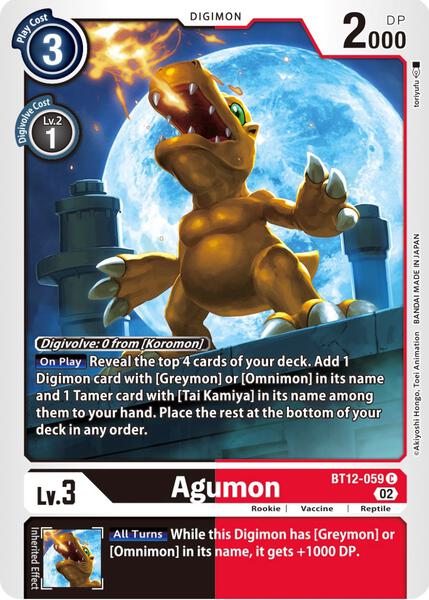 Play Cost
3
DIGIMON
DP
2000
Digivolve Cost
Lv.2
1
toriyufu
©Akiyoshi Hongo, Toei Animation BANDAI MADE IN JAPAN
Digivolve: 0 from [Koromon]
On Play Reveal the top 4 cards of your deck. Add 1
Digimon card with [Greymon] or [Omnimon] in its name
and 1 Tamer card with [Tai Kamiya] in its name among
them to your hand. Place the rest at the bottom of your
deck in any order.
Lv.3
Agumon
BT12-059 C
02
Rookie | Vaccine | Reptile
Inherited Effect
All Turns While this Digimon has [Greymon] or
[Omnimon] in its name, it gets +1000 DP.